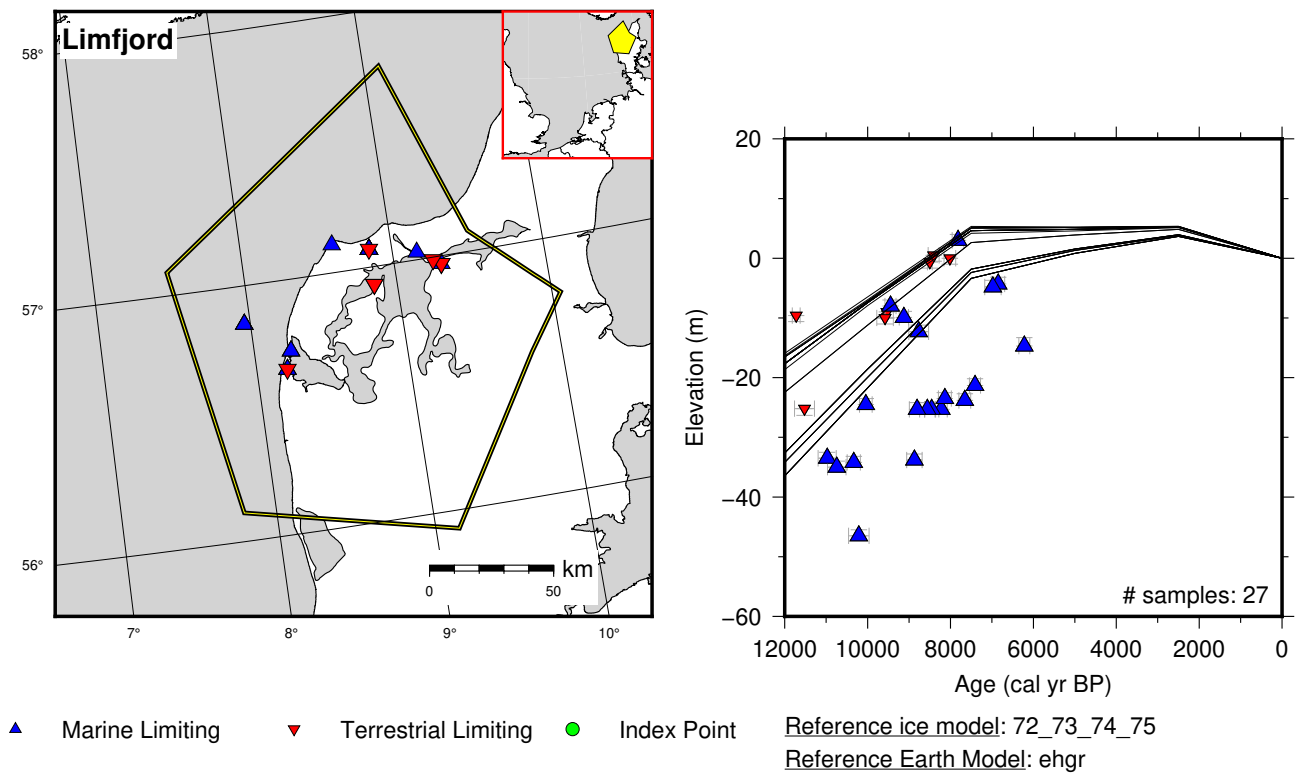 Limfjord
58°
57°
56°
7°
8°
9°
10°
km
0
50
20
0
−20
−40
−60
Elevation (m)
# samples: 27
12000
10000
8000
6000
4000
2000
0
Age (cal yr BP)
Marine Limiting
Terrestrial Limiting
Index Point
Reference ice model: 72_73_74_75
Reference Earth Model: ehgr